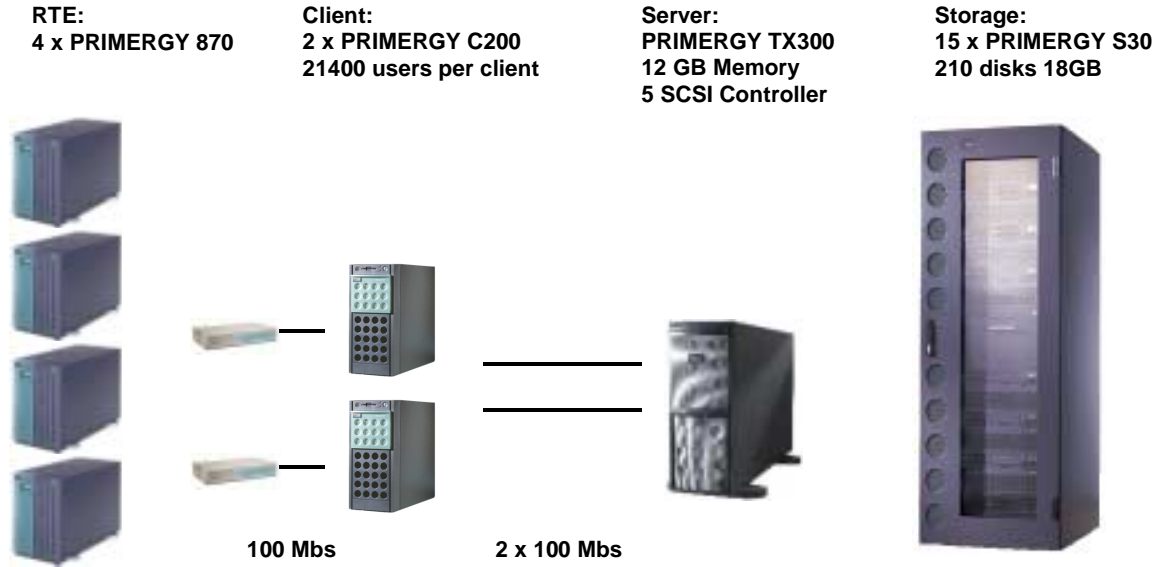 RTE:
4 x PRIMERGY 870
Client:
2 x PRIMERGY C200
21400 users per client
Server:
PRIMERGY TX300
12 GB Memory
5 SCSI Controller
Storage:
15 x PRIMERGY S30
210 disks 18GB
100 Mbs
2 x 100 Mbs